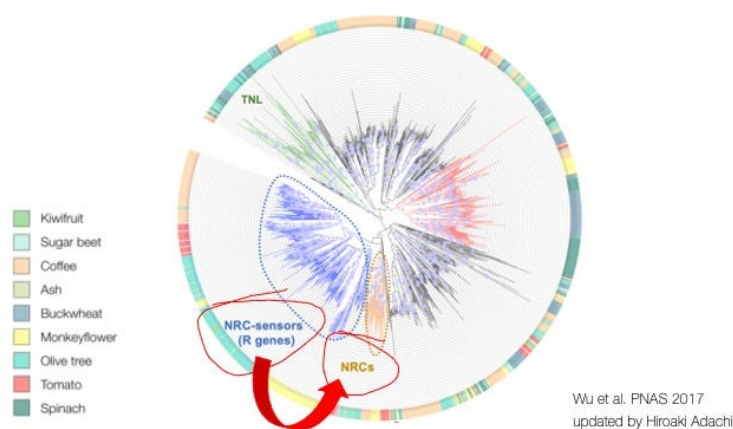 TNL
Kiwifruit
Sugar beet
Coffee
Ash
Buckwheat
Monkeyflower
Olive tree
Tomato
Spinach
NRC-sensors
(R genes)
NRCs
Wu et al. PNAS 2017
updated by Hiroaki Adachi